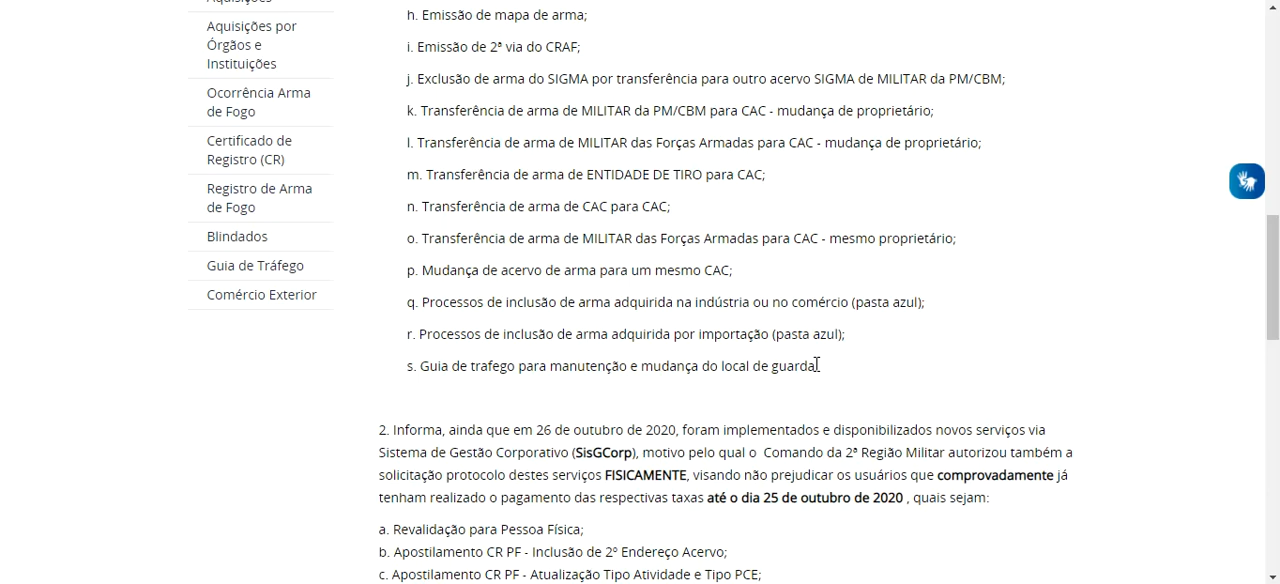 Aquisições por
Órgãos e
Instituições
Ocorrência Arma
de Fogo
Certificado de
Registro (CR)
Registro de Arma
de Fogo
Blindados
Guia de Tráfego
Comércio Exterior
h. Emissão de mapa de arma;
i. Emissão de 2ª via do CRAF;
j. Exclusão de arma do SIGMA por transferência para outro acervo SIGMA de MILITAR da PM/CBM;
k. Transferência de arma de MILITAR da PM/CBM para CAC - mudança de proprietário;
l. Transferência de arma de MILITAR das Forças Armadas para CAC - mudança de proprietário;
m. Transferência de arma de ENTIDADE DE TIRO para CAC;
n. Transferência de arma de CAC para CAC;
o. Transferência de arma de MILITAR das Forças Armadas para CAC - mesmo proprietário;
p. Mudança de acervo de arma para um mesmo CAC;
q. Processos de inclusão de arma adquirida na indústria ou no comércio (pasta azul);
r. Processos de inclusão de arma adquirida por importação (pasta azul);
s. Guia de trafego para manutenção e mudança do local de guarda
2. Informa, ainda que em 26 de outubro de 2020, foram implementados e disponibilizados novos serviços via
Sistema de Gestão Corporativo (SisGCorp), motivo pelo qual o Comando da 2ª Região Militar autorizou também a
solicitação protocolo destes serviços FISICAMENTE, visando não prejudicar os usuários que comprovadamente já
tenham realizado o pagamento das respectivas taxas até o dia 25 de outubro de 2020 , quais sejam:
a. Revalidação para Pessoa Física;
b. Apostilamento CR PF - Inclusão de 2º Endereço Acervo;
c. Apostilamento CR PF - Atualização Tipo Atividade e Tipo PCE;